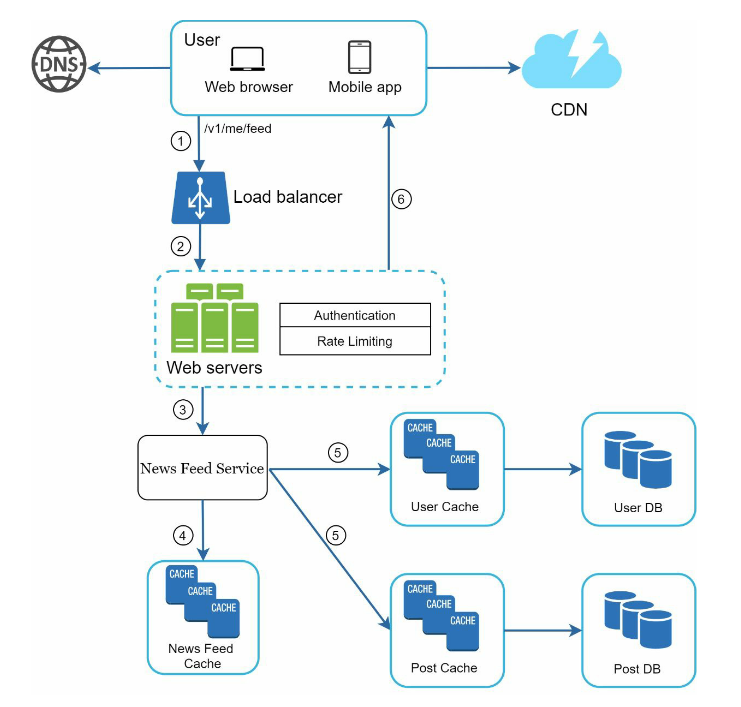 User
DNS
Web browser
Mobile app
CDN
/v1/me/feed
1
Load balancer
6
2
Authentication
Rate Limiting
Web servers
3
News Feed Service
5
CACHE
CACHE
CACHE
User Cache
User DB
4
5
CACHE
CACHE
CACHE
News Feed
Cache
CACHE
CACHE
CACHE
Post Cache
Post DB